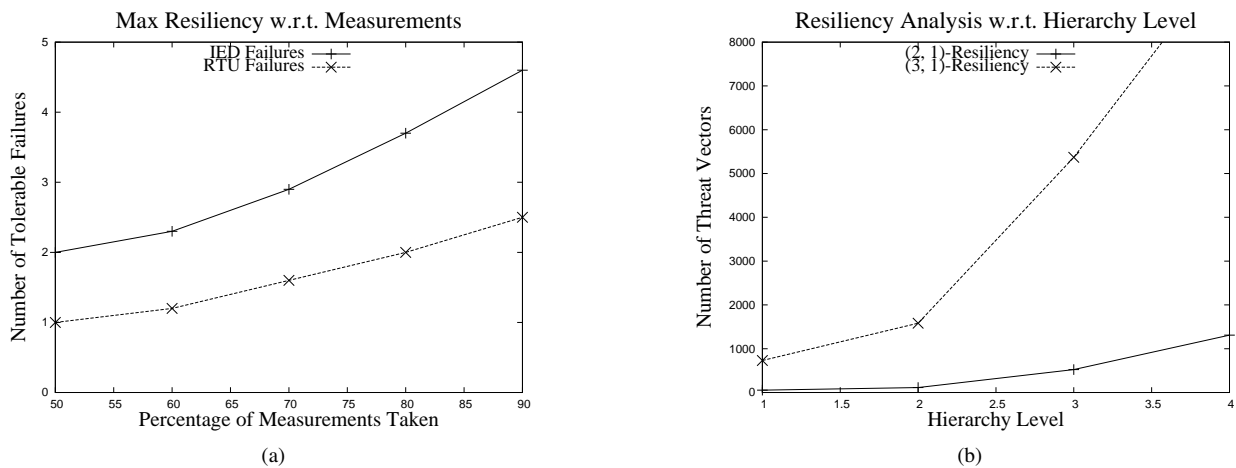 Max Resiliency w.r.t. Measurements
5
4
3
2
1
0
Number of Tolerable Failures
IED Failures
RTU Failures
50 55 60 65 70 75 80 85 90
Percentage of Measurements Taken
(a)
Resiliency Analysis w.r.t. Hierarchy Level
8000
7000
6000
5000
4000
3000
2000
1000
0
Number of Threat Vectors
(2, 1)-Resiliency
(3, 1)-Resiliency
1 1.5 2 2.5 3 3.5 4
Hierarchy Level
(b)